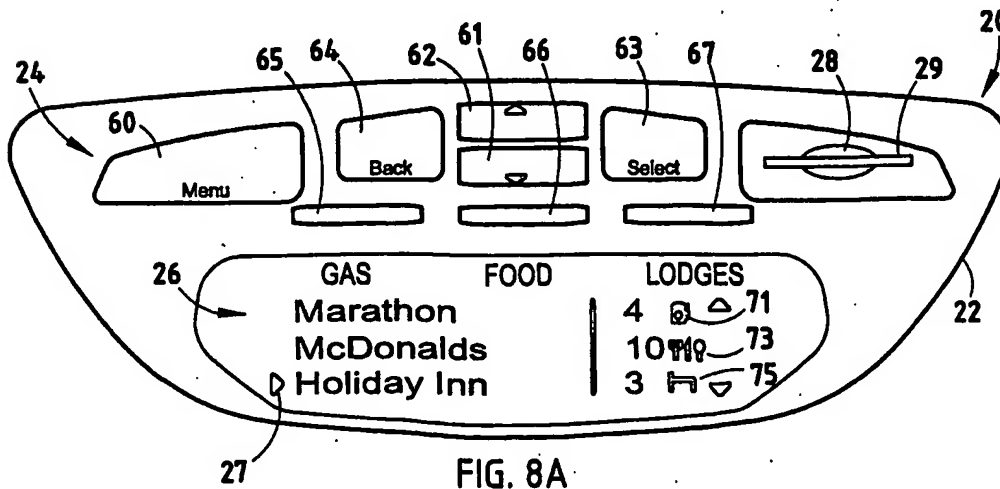 61
64 62 66 63 67 20
24 65 28 29
60
Back Select
Menu
26 GAS FOOD LODGES
Marathon 4 71
22
McDonalds 10 73
Holiday Inn 3 75
27
FIG. 8A